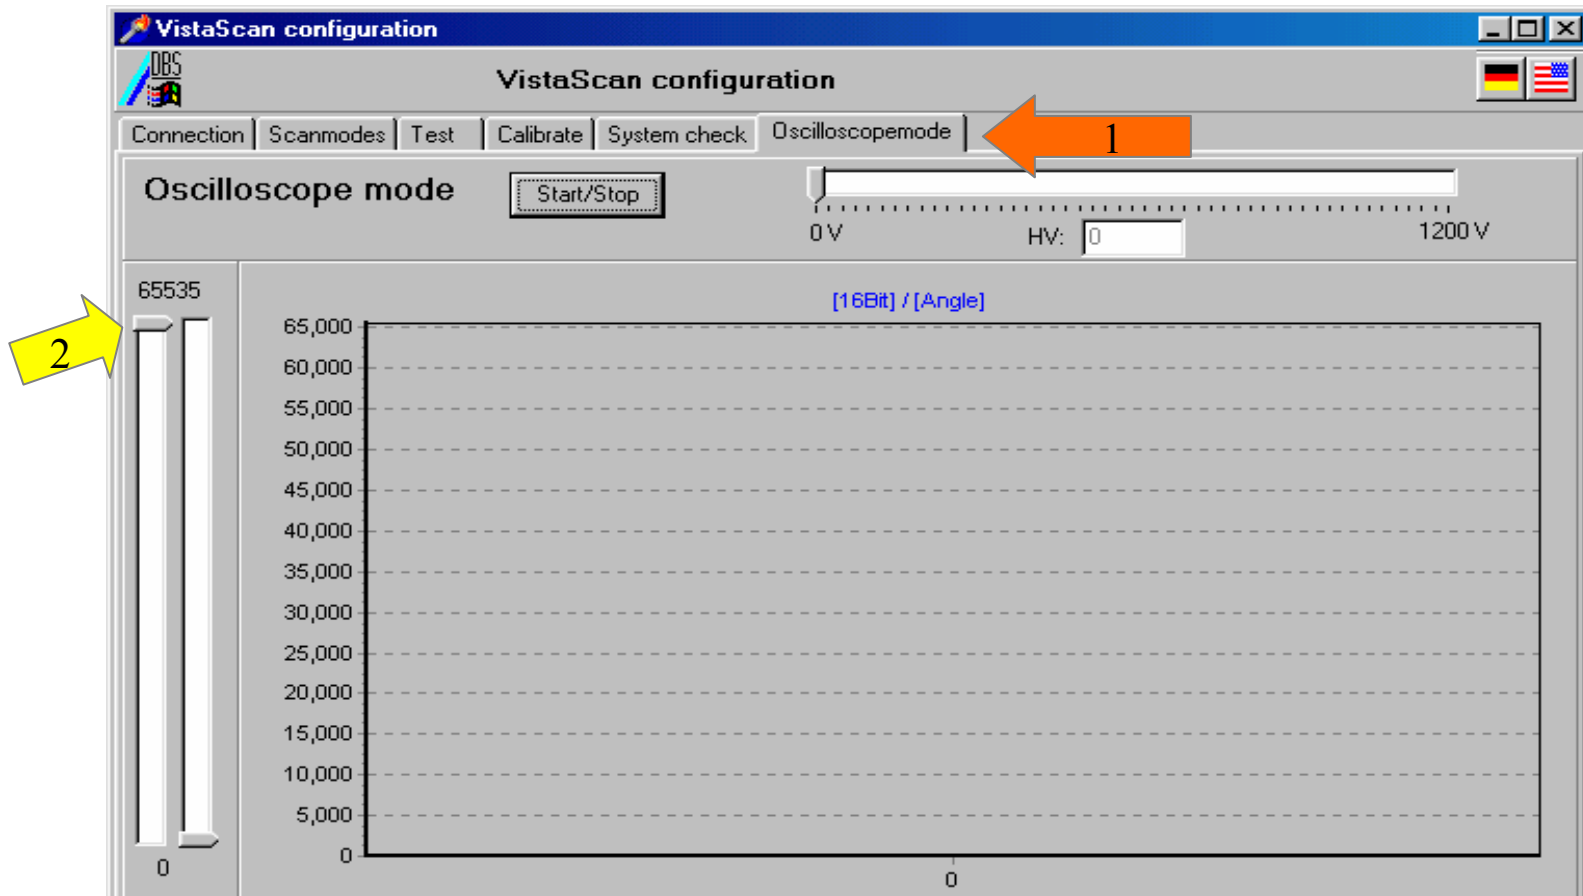 VistaScan configuration
DBS
VistaScan configuration
Connection Scanmodes Test Calibrate System check Oscilloscopemode
1
Oscilloscope mode Start/Stop
0 V HV: 0 1200 V
65535
[16Bit] / [Angle]
2
65,000
60,000
55,000
50,000
45,000
40,000
35,000
30,000
25,000
20,000
15,000
10,000
5,000
0
0
0